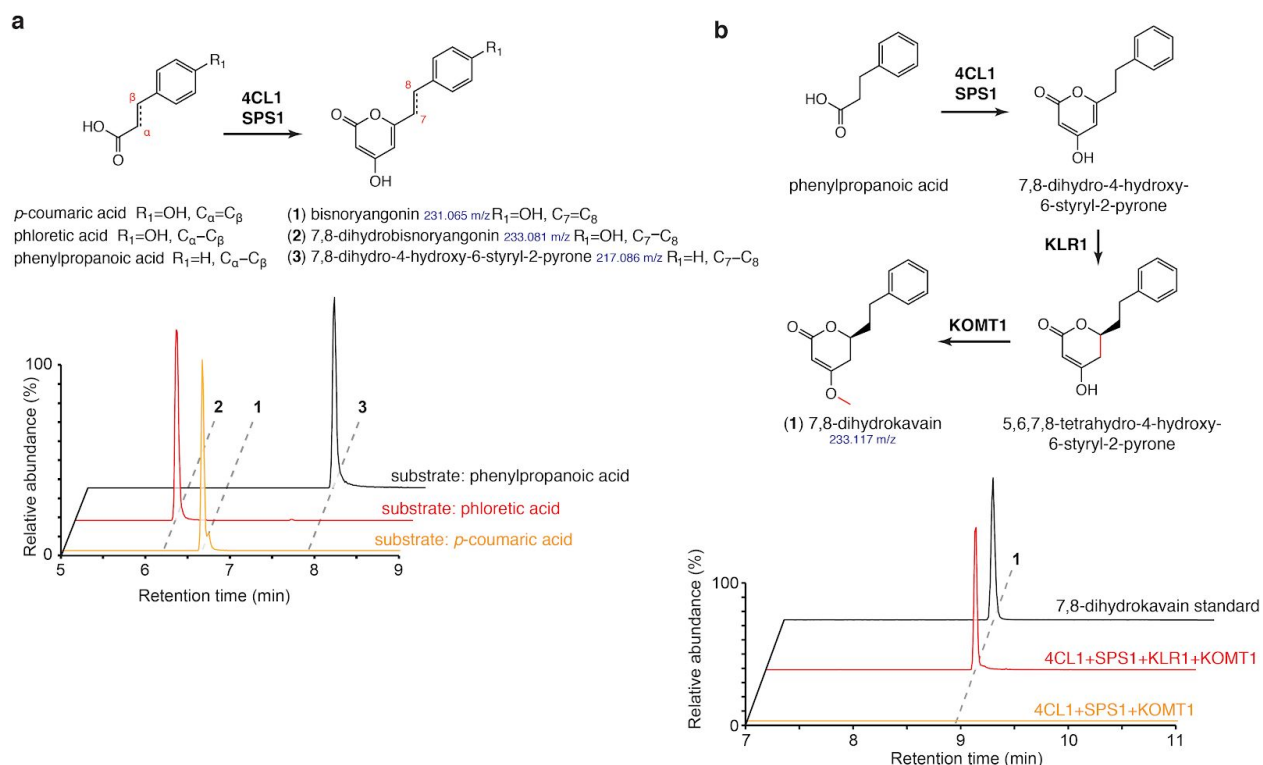 a
R1
β
α
HO
O
4CL1
SPS1
R1
8
7
O
O
OH
p-coumaric acid R1=OH, Cα=Cβ
phloretic acid R1=OH, Cα–Cβ
phenylpropanoic acid R1=H, Cα–Cβ
(1) bisnoryangonin 231.065 m/z R1=OH, C7=C8
(2) 7,8-dihydrobisnoryangonin 233.081 m/z R1=OH, C7–C8
(3) 7,8-dihydro-4-hydroxy-6-styryl-2-pyrone 217.086 m/z R1=H, C7–C8
Relative abundance (%)
100
0
2
1
3
substrate: phenylpropanoic acid
substrate: phloretic acid
substrate: p-coumaric acid
5 6 7 8 9
Retention time (min)
b
HO
O
phenylpropanoic acid
4CL1
SPS1
O
O
OH
7,8-dihydro-4-hydroxy-
6-styryl-2-pyrone
KLR1
O
O
OH
5,6,7,8-tetrahydro-4-hydroxy-
6-styryl-2-pyrone
KOMT1
O
O
O
(1) 7,8-dihydrokavain
233.117 m/z
Relative abundance (%)
100
0
1
7,8-dihydrokavain standard
4CL1+SPS1+KLR1+KOMT1
4CL1+SPS1+KOMT1
7 8 9 10 11
Retention time (min)